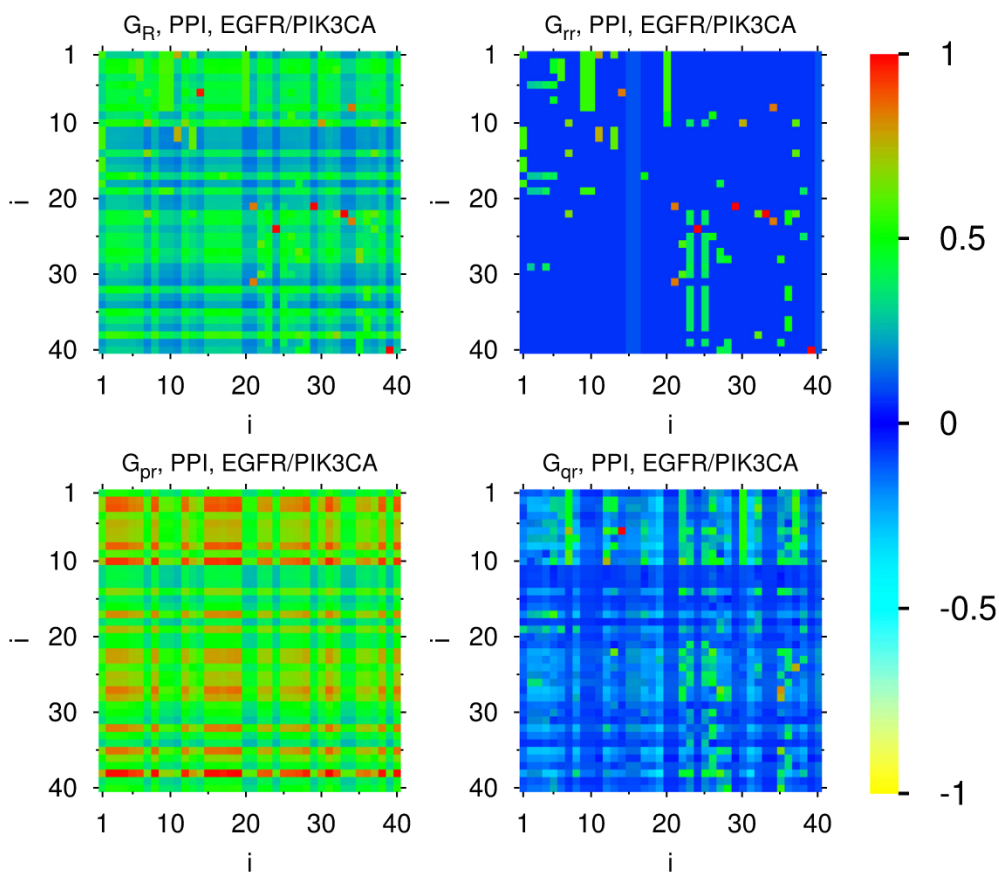 G_R, PPI, EGFR/PIK3CA
1
10
20
30
40
i
1 10 20 30 40
i
G_rr, PPI, EGFR/PIK3CA
1
10
20
30
40
i
1 10 20 30 40
i
G_pr, PPI, EGFR/PIK3CA
1
10
20
30
40
i
1 10 20 30 40
i
G_qr, PPI, EGFR/PIK3CA
1
10
20
30
40
i
1 10 20 30 40
i
1
0.5
0
-0.5
-1